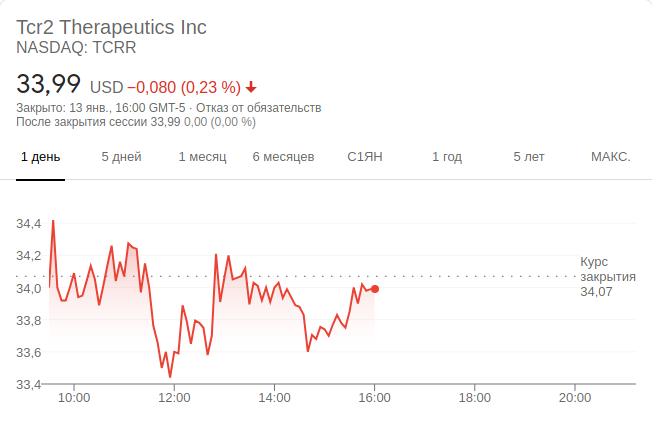 Tcr2 Therapeutics Inc
NASDAQ: TCRR
33,99 USD −0,080 (0,23 %)
Закрыто: 13 янв., 16:00 GMT-5 · Отказ от обязательств
После закрытия сессии 33,99 0,00 (0,00 %)
1 день 5 дней 1 месяц 6 месяцев С1ЯН 1 год 5 лет МАКС.
34,4
34,2
34,0
33,8
33,6
33,4
Курс
закрытия
34,07
10:00 12:00 14:00 16:00 18:00 20:00